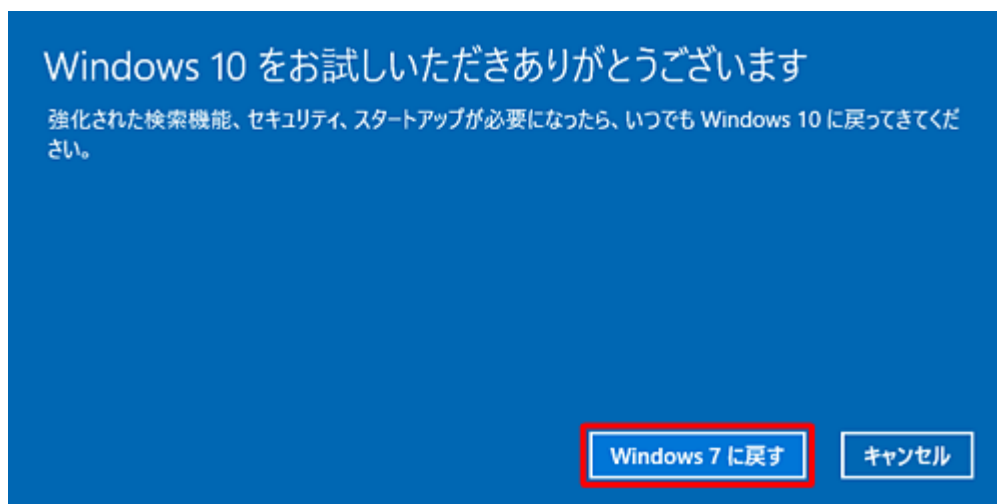 Windows 10 をお試しいただきありがとうございます
強化された検索機能、セキュリティ、スタートアップが必要になったら、いつでも Windows 10 に戻ってきてくだ
さい。
Windows 7 に戻す
キャンセル